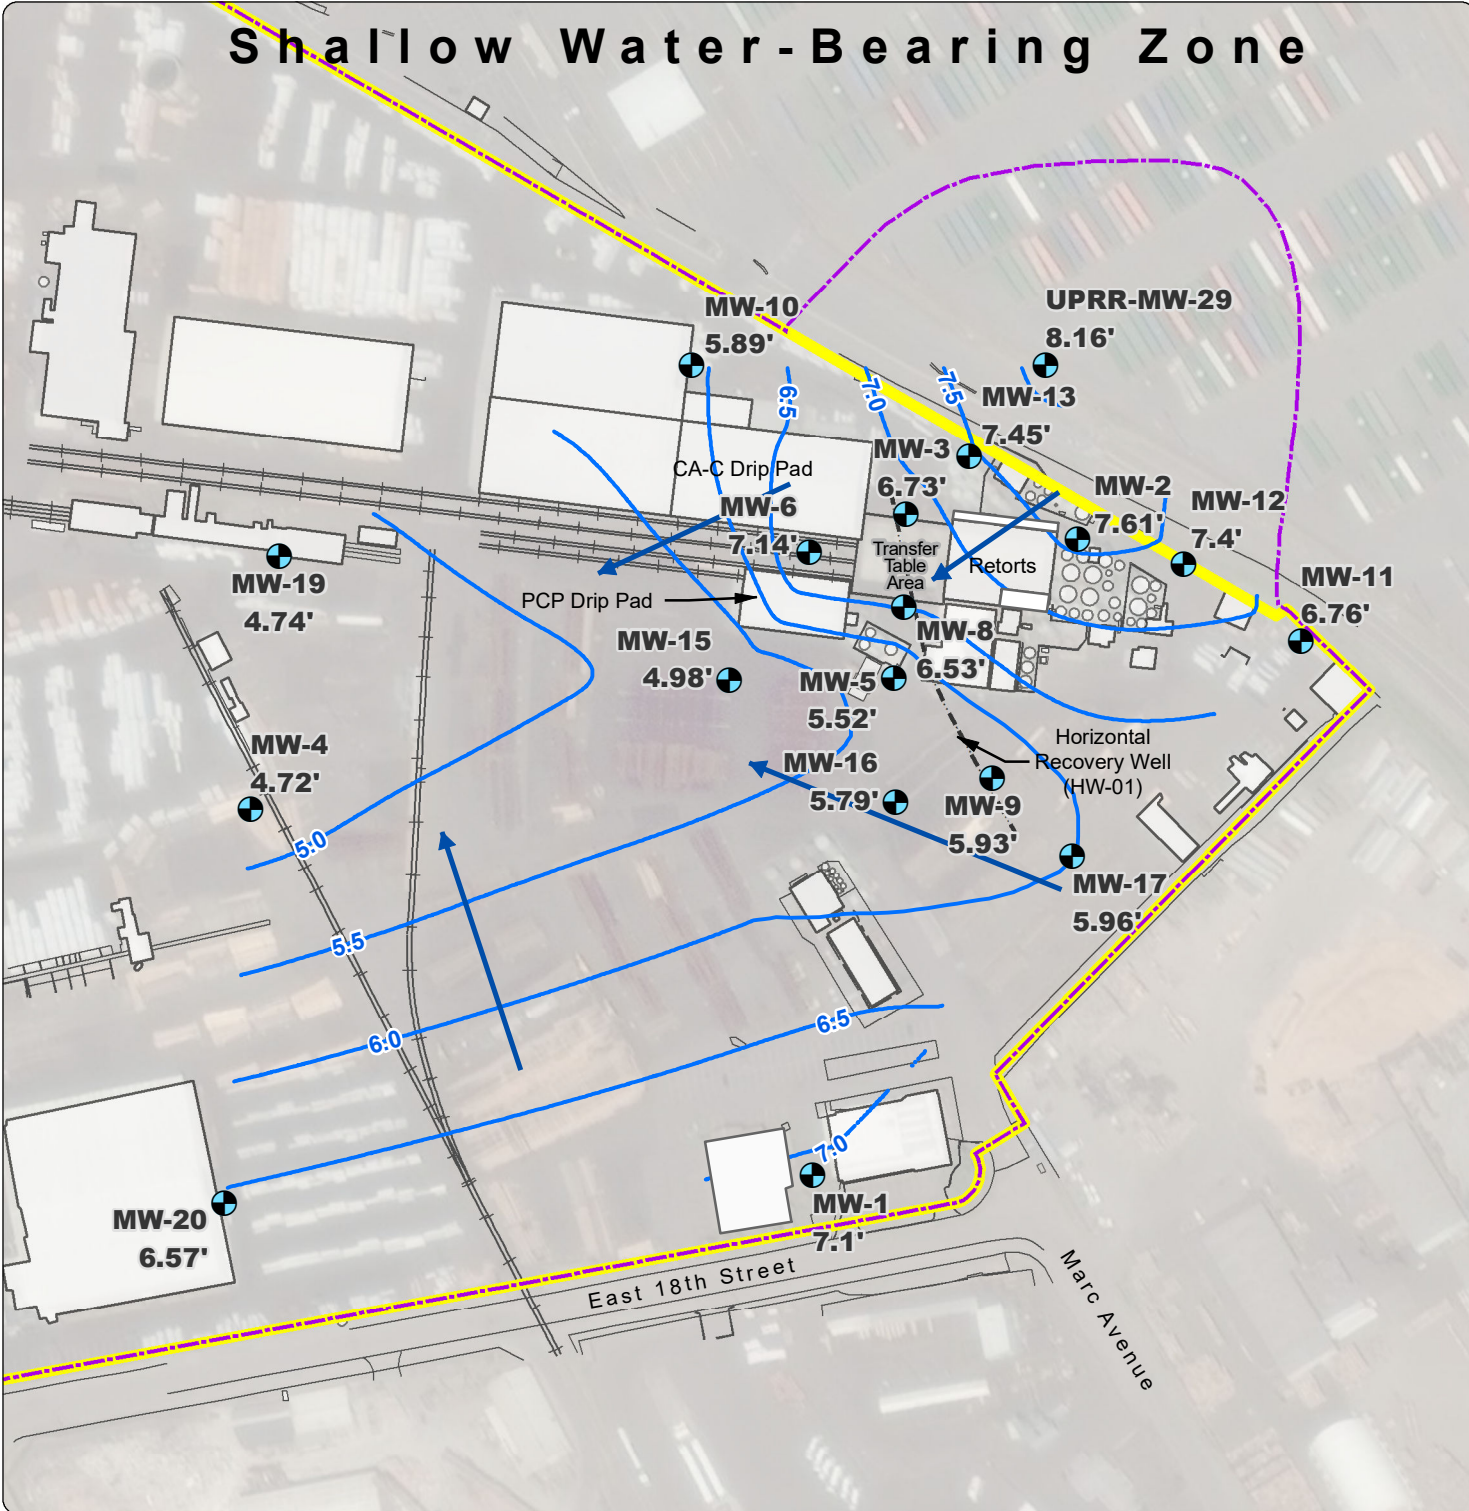 Shallow Water-Bearing Zone
MW-10
5.89'
UPRR-MW-29
8.16'
6.5
7.0
7.5
MW-13
7.45'
MW-3
6.73'
CA-C Drip Pad
MW-6
7.14'
MW-2
7.61'
MW-12
7.4'
Transfer
Table
Area
Retorts
MW-19
4.74'
PCP Drip Pad
MW-11
6.76'
MW-15
4.98'
MW-8
6.53'
MW-5
5.52'
MW-4
4.72'
Horizontal
Recovery Well
(HW-01)
MW-16
5.79'
MW-9
5.93'
5.0
MW-17
5.96'
5.5
6.0
6.5
7.0
MW-1
7.1'
MW-20
6.57'
East 18th Street
Marc Avenue